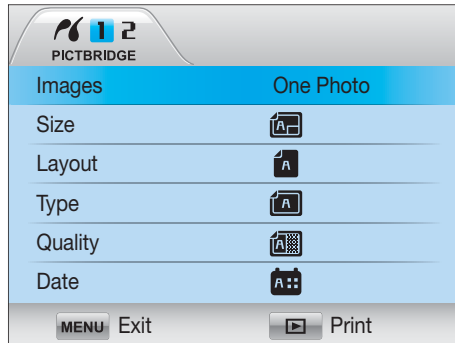 1 2
PICTBRIDGE
Images One Photo
Size A
Layout A
Type A
Quality A
Date A
MENU Exit Print